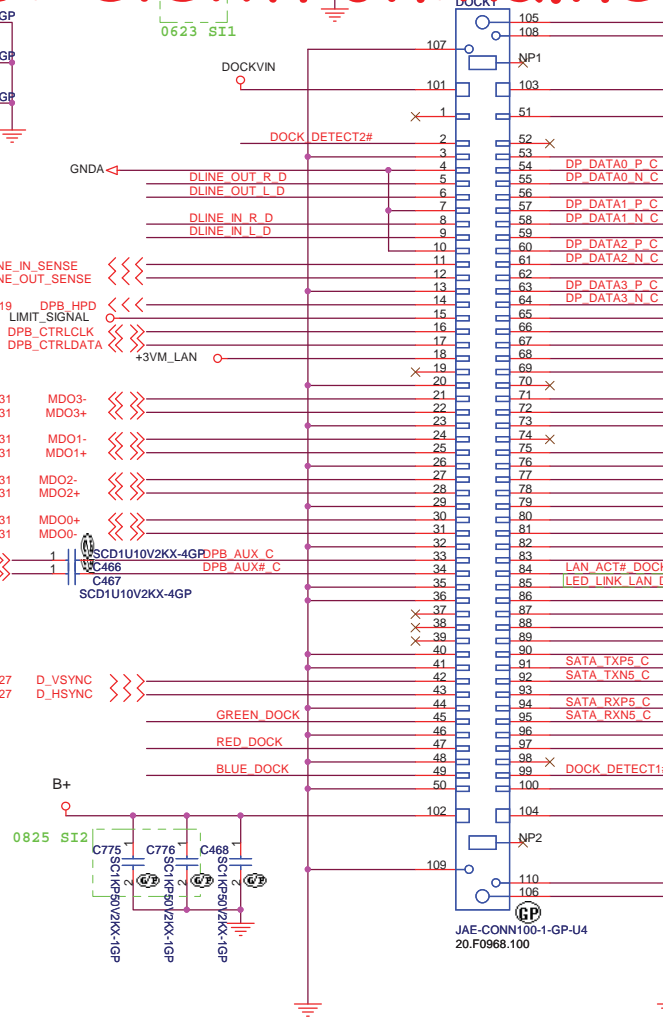 DOCKY
GP
GP
GP
0623 SI1
DOCKVIN
105
108
107
NP1
101
103
1
51
DOCK_DETECT2#
2
52
3
53
GNDA
4
54
DP_DATA0_P_C
DLINE_OUT_R_D
5
55
DP_DATA0_N_C
DLINE_OUT_L_D
6
56
7
57
DP_DATA1_P_C
DLINE_IN_R_D
8
58
DP_DATA1_N_C
DLINE_IN_L_D
9
59
10
60
DP_DATA2_P_C
NE_IN_SENSE
11
61
DP_DATA2_N_C
NE_OUT_SENSE
12
62
13
63
DP_DATA3_P_C
19
DPB_HPD
14
64
DP_DATA3_N_C
LIMIT_SIGNAL
15
65
DPB_CTRLCLK
16
66
DPB_CTRLDATA
17
67
+3VM_LAN
18
68
19
69
20
70
31
MDO3-
21
71
31
MDO3+
22
72
23
73
31
MDO1-
24
74
31
MDO1+
25
75
26
76
31
MDO2-
27
77
31
MDO2+
28
78
29
79
31
MDO0+
30
80
31
MDO0-
31
81
32
82
1
SCD1U10V2KX-4GP
DPB_AUX_C
33
83
1
C466
DPB_AUX#_C
34
84
LAN_ACT#_DOCK
C467
35
85
LED_LINK_LAN_D
SCD1U10V2KX-4GP
36
86
37
87
38
88
39
89
40
90
41
91
SATA_TXP5_C
27
D_VSYNC
42
92
SATA_TXN5_C
27
D_HSYNC
43
93
44
94
SATA_RXP5_C
GREEN_DOCK
45
95
SATA_RXN5_C
46
96
RED_DOCK
47
97
48
98
BLUE_DOCK
49
99
DOCK_DETECT1#
50
100
B+
102
104
0825 SI2
NP2
C775
1
2
SC1KP50V2KX-1GP
G/P
C776
1
2
SC1KP50V2KX-1GP
G/P
C468
1
2
SC1KP50V2KX-1GP
G/P
109
110
106
GP
JAE-CONN100-1-GP-U4
20.F0968.100